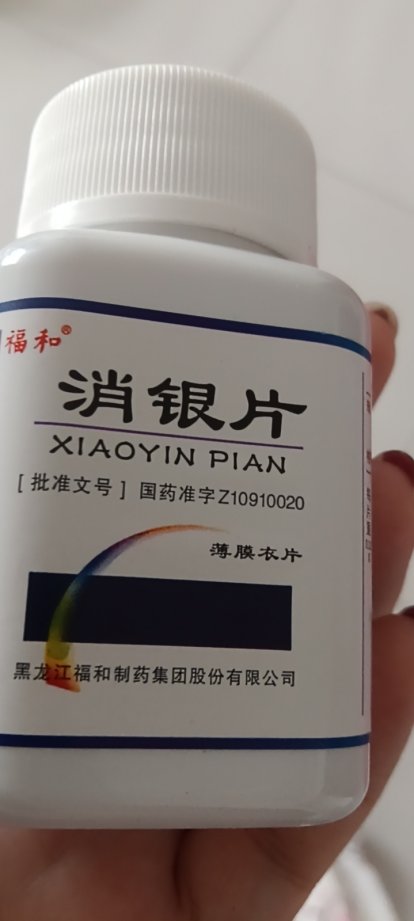 福和®
消银片
XIAOYIN PIAN
[批准文号] 国药准字Z10910020
薄膜衣片
黑龙江福和制药集团股份有限公司